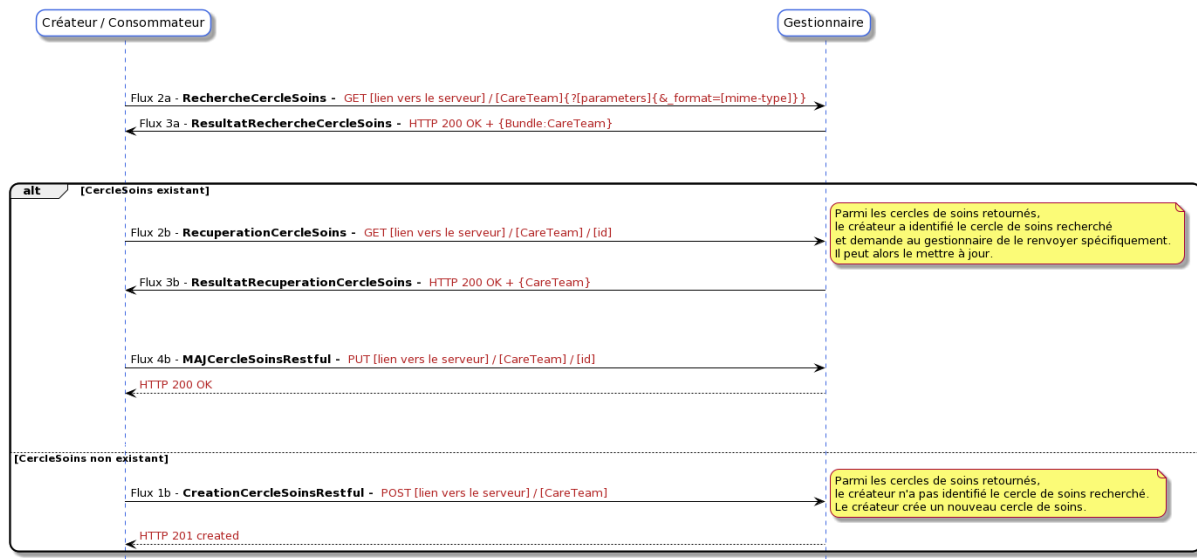 Créateur / Consommateur
Gestionnaire
Flux 2a - RechercheCercleSoins - GET [lien vers le serveur] / [CareTeam]{?[parameters]{&_format=[mime-type]}}
Flux 3a - ResultatRechercheCercleSoins - HTTP 200 OK + {Bundle:CareTeam}
alt [CercleSoins existant]
Parmi les cercles de soins retournés,
le créateur a identifié le cercle de soins recherché
et demande au gestionnaire de le renvoyer spécifiquement.
Il peut alors le mettre à jour.
Flux 2b - RecuperationCercleSoins - GET [lien vers le serveur] / [CareTeam] / [id]
Flux 3b - ResultatRecuperationCercleSoins - HTTP 200 OK + {CareTeam}
Flux 4b - MAJCercleSoinsRestful - PUT [lien vers le serveur] / [CareTeam] / [id]
HTTP 200 OK
[CercleSoins non existant]
Parmi les cercles de soins retournés,
le créateur n'a pas identifié le cercle de soins recherché.
Le créateur crée un nouveau cercle de soins.
Flux 1b - CreationCercleSoinsRestful - POST [lien vers le serveur] / [CareTeam]
HTTP 201 created